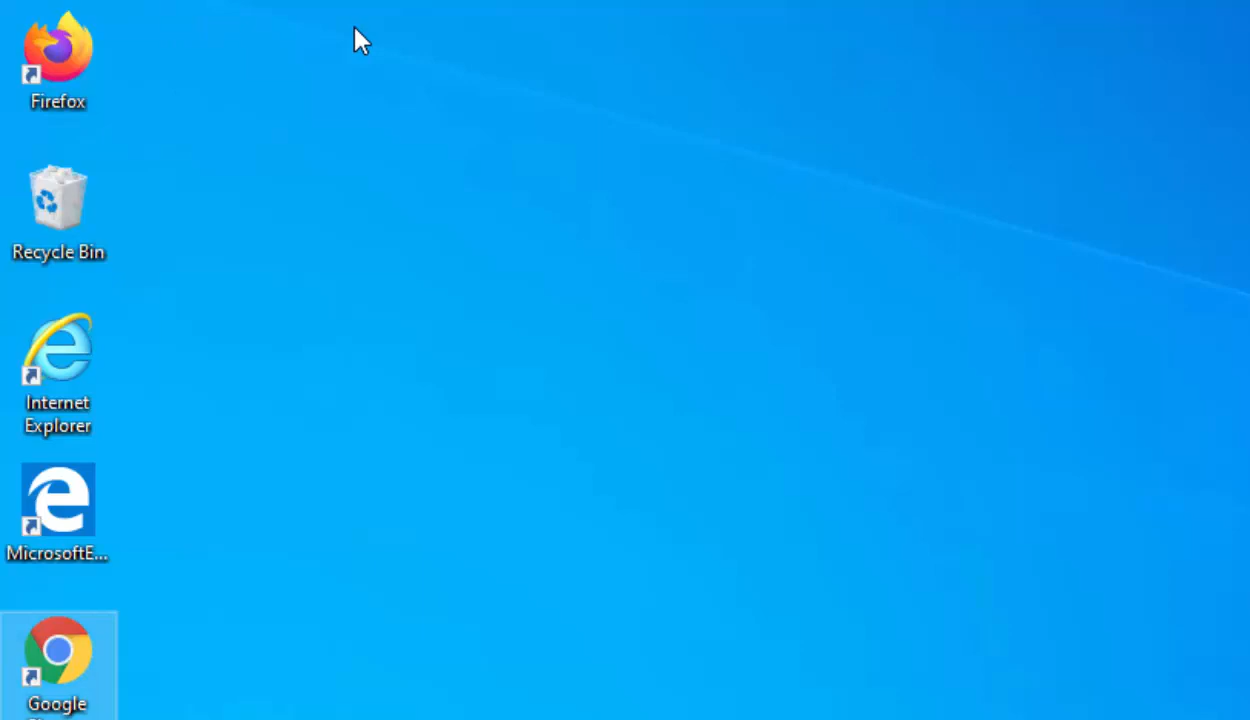 Firefox
Recycle Bin
Internet
Explorer
MicrosoftE...
Google